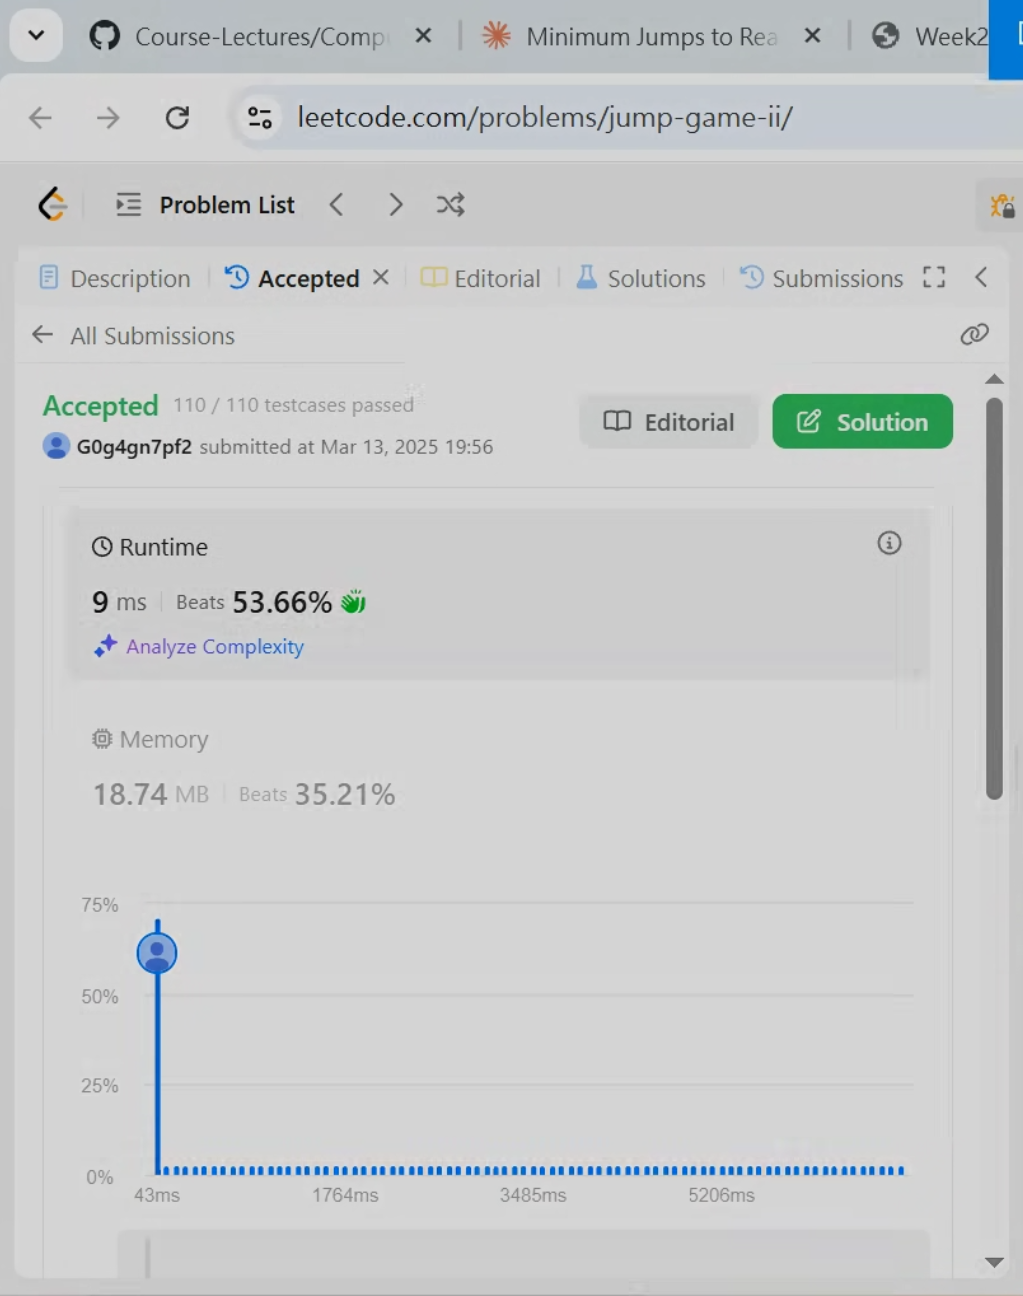 Course-Lectures/Comp
Minimum Jumps to Rea
Week2
leetcode.com/problems/jump-game-ii/
Problem List
Description
Accepted
Editorial
Solutions
Submissions
All Submissions
Accepted 110 / 110 testcases passed
G0g4gn7pf2 submitted at Mar 13, 2025 19:56
Editorial
Solution
Runtime
9 ms Beats 53.66%
Analyze Complexity
Memory
18.74 MB Beats 35.21%
75%
50%
25%
0%
43ms 1764ms 3485ms 5206ms